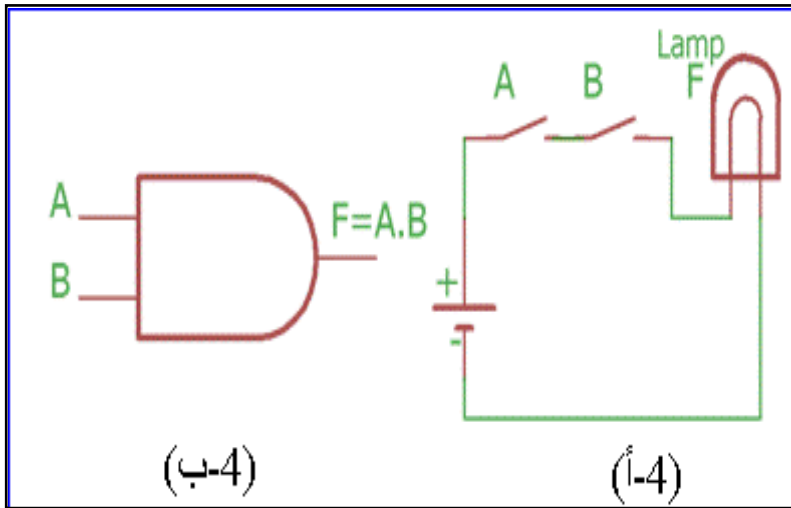 Lamp
F
A B
A
F=A.B
B
+
-
(4-أ)
(4-ب)